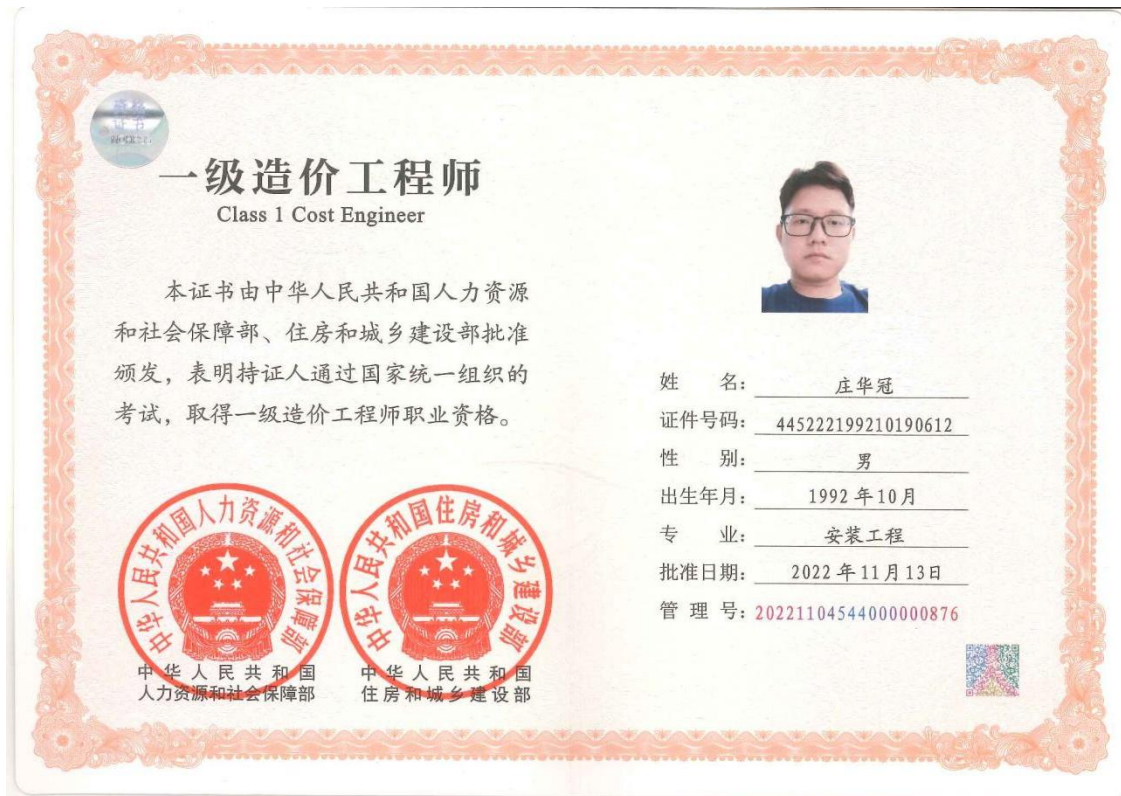 一级造价工程师
Class 1 Cost Engineer
本证书由中华人民共和国人力资源
和社会保障部、住房和城乡建设部批准
颁发，表明持证人通过国家统一组织的
考试，取得一级造价工程师职业资格。
中华人民共和国人力资源和社会保障部
中华人民共和国住房和城乡建设部
中华人民共和国
人力资源和社会保障部
中华人民共和国
住房和城乡建设部
姓 名： 庄华冠
证件号码： 445222199210190612
性 别： 男
出生年月： 1992年10月
专 业： 安装工程
批准日期： 2022年11月13日
管 理 号：20221104544000000876